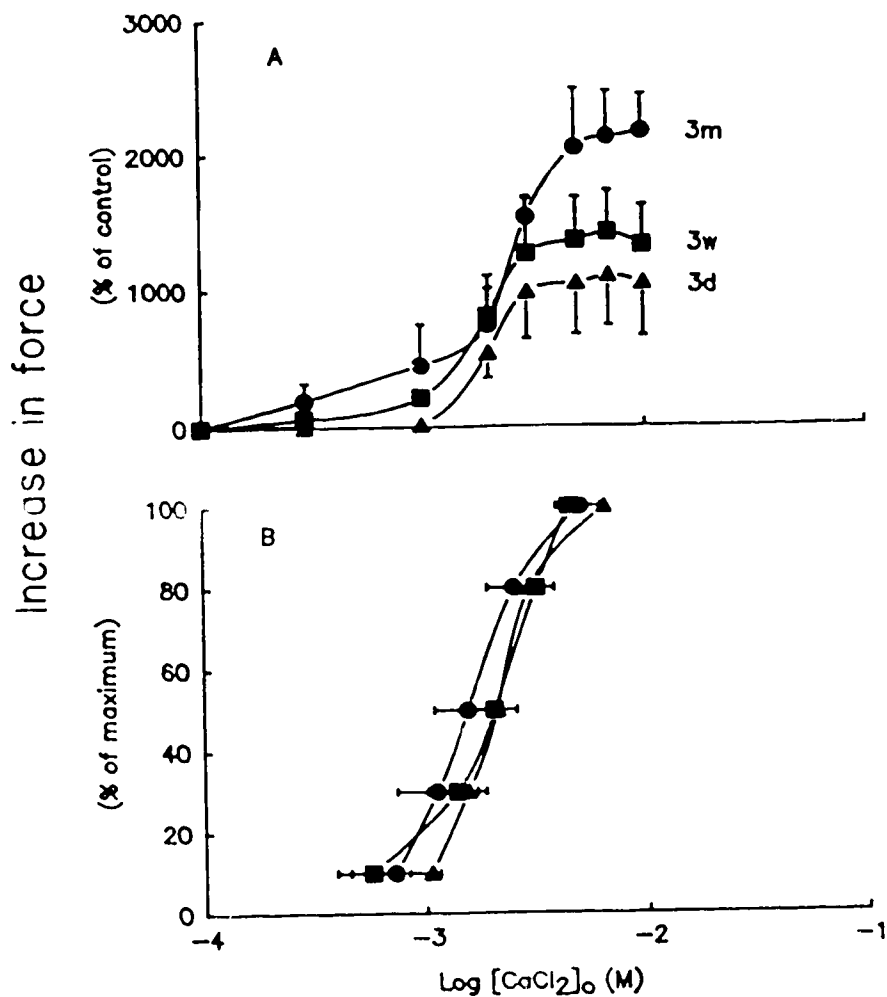 Increase in force
(% of control)
3000
2000
1000
0
A
3m
3w
3d
(% of maximum)
100
80
60
40
20
0
B
-4
-3
-2
-1
Log [CaCl2]o (M)